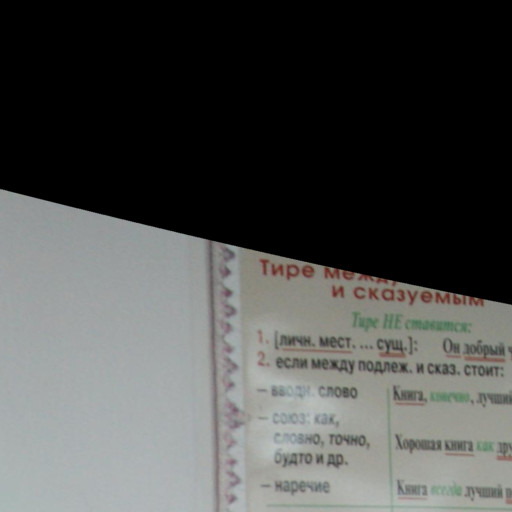 Тире
и сказуемым
Тире НЕ ставится:
1. [личн. мест. ... сущ.]: Он добрый
2. если между подлеж. и сказ. стоит:
– вводн. слово Книга, конечно, лучший
– союз: как,
словно, точно, Хорошая книга как
будто и др.
– наречие Книга всегда лучший